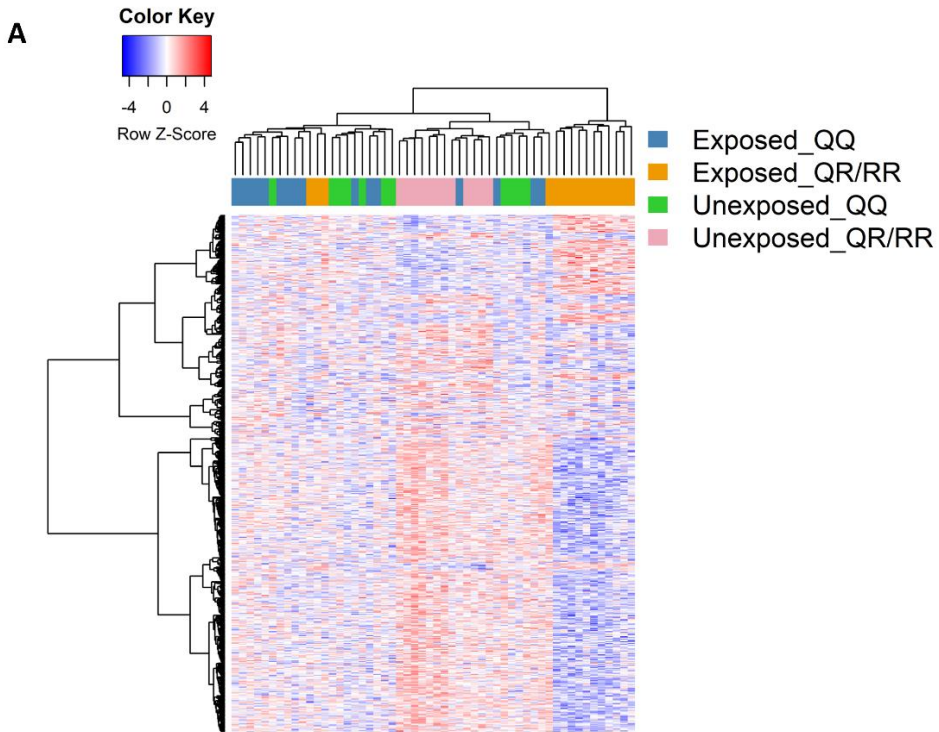 A
Color Key
-4 0 4
Row Z-Score
Exposed_QQ
Exposed_QR/RR
Unexposed_QQ
Unexposed_QR/RR